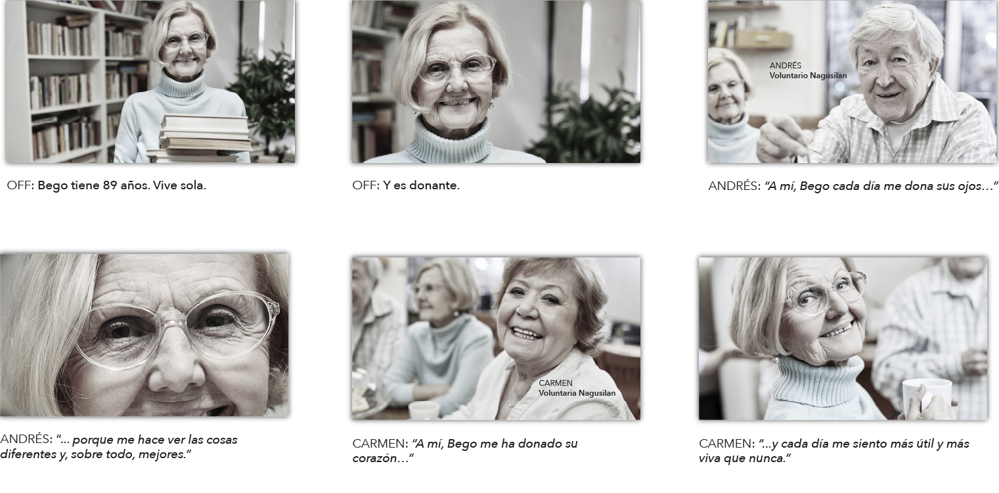 ANDRÉS
Voluntario Nagusilan
OFF: Bego tiene 89 años. Vive sola.
OFF: Y es donante.
ANDRÉS: “A mí, Bego cada día me dona sus ojos…”
CARMEN
Voluntaria Nagusilan
ANDRÉS: “... porque me hace ver las cosas
diferentes y, sobre todo, mejores.”
CARMEN: “A mí, Bego me ha donado su
corazón…”
CARMEN: “...y cada día me siento más útil y más
viva que nunca.”